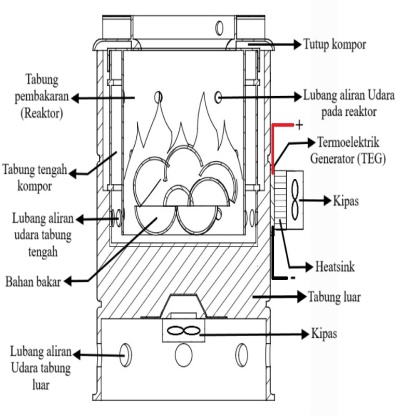 Tutup kompor
Tabung
pembakaran
(Reaktor)
Lubang aliran Udara
pada reaktor
+
Termoelektrik
Generator (TEG)
Tabung tengah
kompor
Kipas
Lubang aliran
udara tabung
tengah
Heatsink
Bahan bakar
-
Tabung luar
Kipas
Lubang aliran
Udara tabung
luar